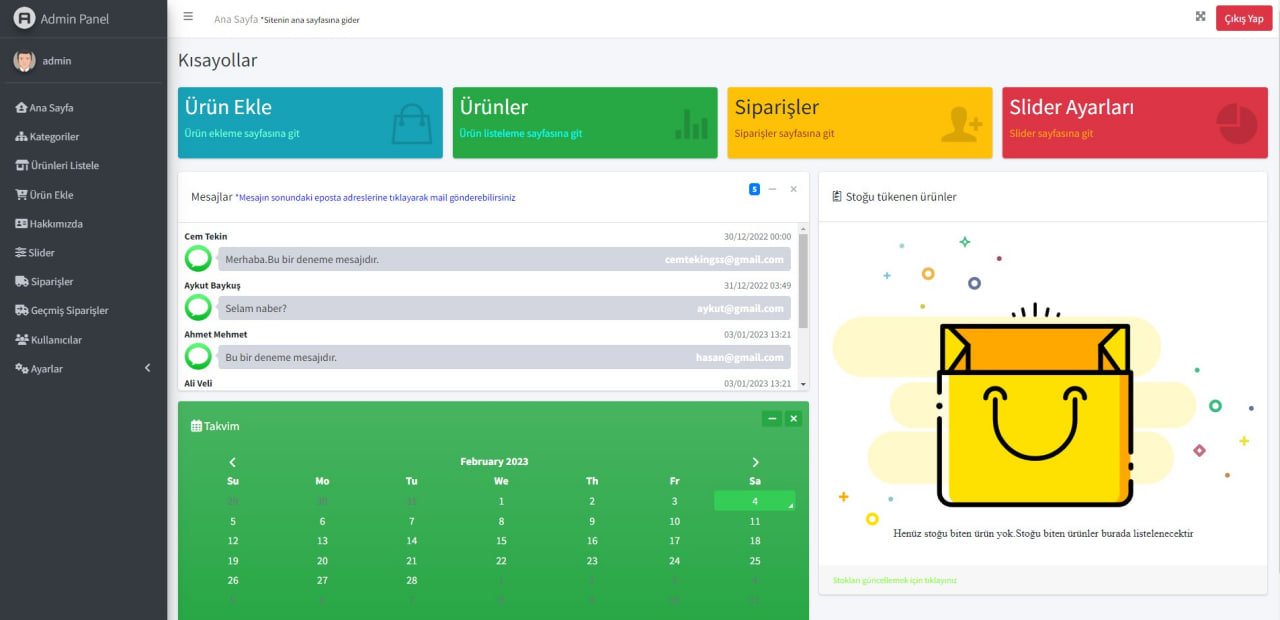 Admin Panel
Ana Sayfa *Sitenin ana sayfasına gider
Çıkış Yap
admin
Ana Sayfa
Kategoriler
Ürünleri Listele
Ürün Ekle
Hakkımızda
Slider
Siparişler
Geçmiş Siparişler
Kullanıcılar
Ayarlar
Kısayollar
Ürün Ekle
Ürün ekleme sayfasına git
Ürünler
Ürün listeleme sayfasına git
Siparişler
Siparişler sayfasına git
Slider Ayarları
Slider sayfasına git
Mesajlar *Mesajın sonundaki eposta adreslerine tıklayarak mail gönderebilirsiniz
5
Cem Tekin 30/12/2022 00:00
Merhaba.Bu bir deneme mesajıdır. cemtekingss@gmail.com
Aykut Baykuş 31/12/2022 03:49
Selam naber? aykut@gmail.com
Ahmet Mehmet 03/01/2023 13:21
Bu bir deneme mesajıdır. hasan@gmail.com
Ali Veli 03/01/2023 13:21
Takvim
February 2023
Su Mo Tu We Th Fr Sa
29 30 31 1 2 3 4
5 6 7 8 9 10 11
12 13 14 15 16 17 18
19 20 21 22 23 24 25
26 27 28 1 2 3 4
5 6 7 8 9 10 11
Stoğu tükenen ürünler
Henüz stoğu biten ürün yok.Stoğu biten ürünler burada listelenecektir
Stokları güncellemek için tıklayınız